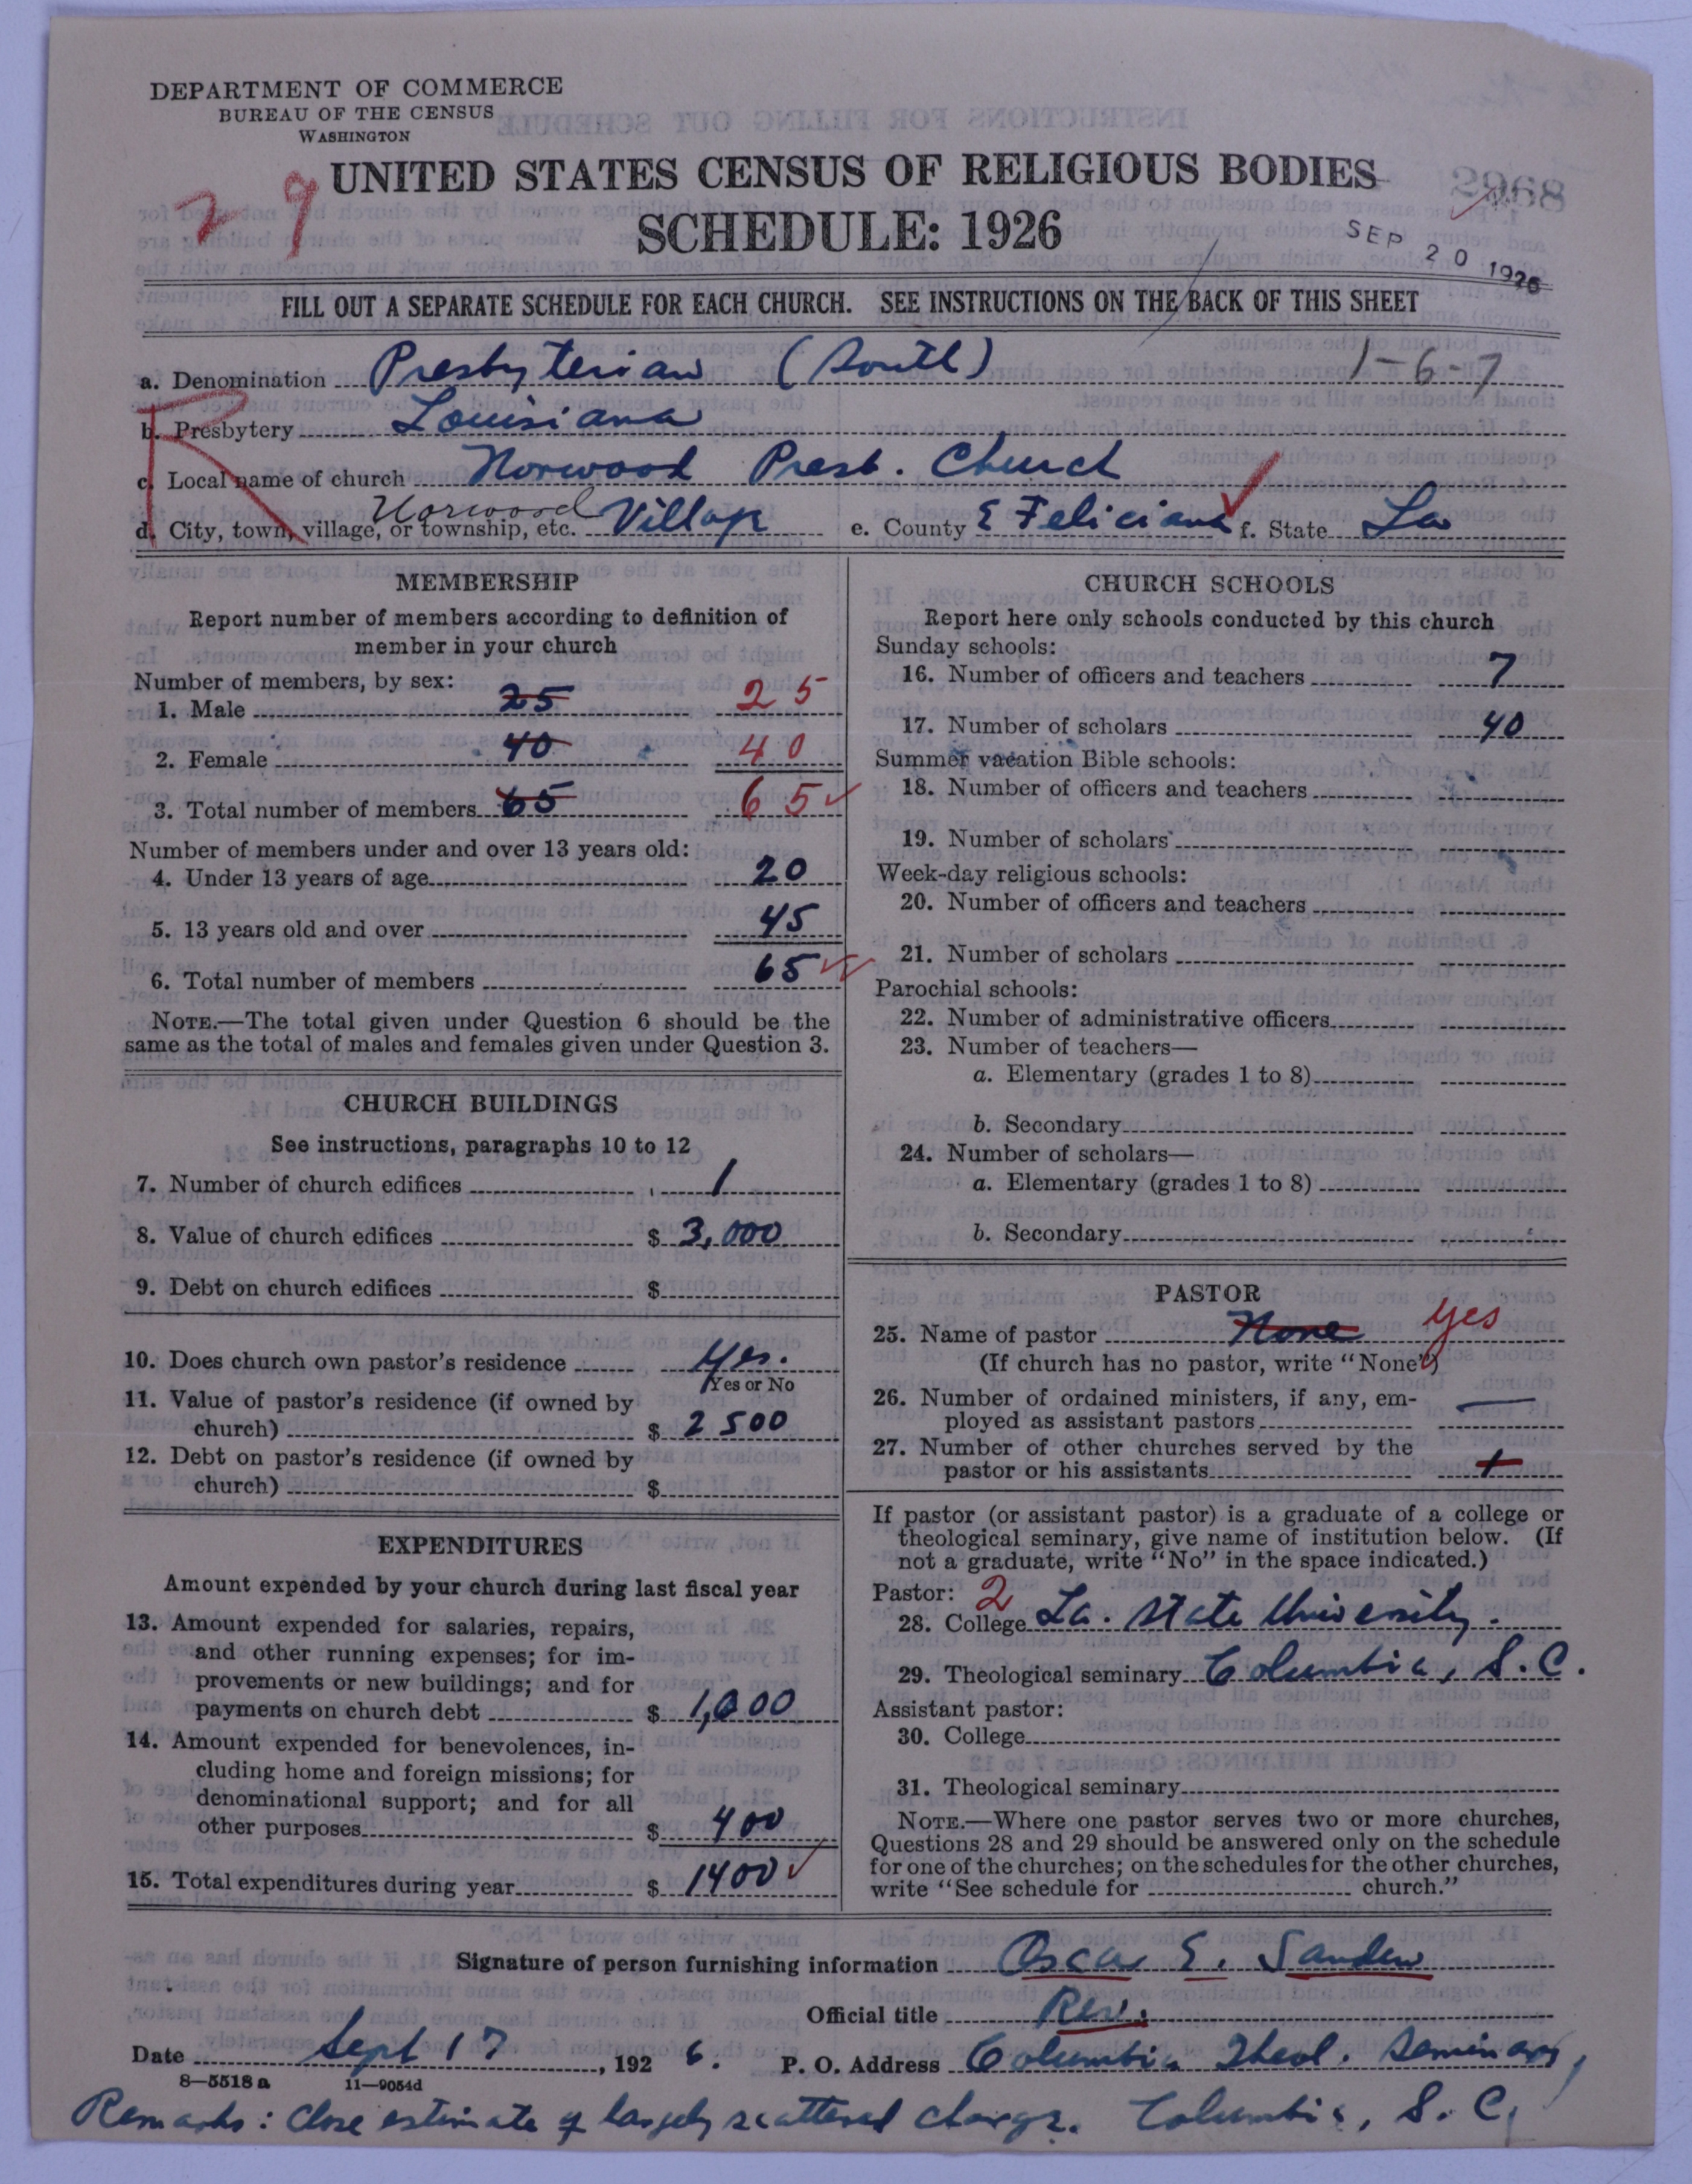 DEPARTMENT OF COMMERCE
BUREAU OF THE CENSUS
WASHINGTON
UNITED STATES CENSUS OF RELIGIOUS BODIES
SCHEDULE: 1926
29
2968
SEP 20 1926
FILL OUT A SEPARATE SCHEDULE FOR EACH CHURCH. SEE INSTRUCTIONS ON THE BACK OF THIS SHEET
a. Denomination Presbyterian (South) 1-6-7
b. Presbytery Louisiana
R
c. Local name of church Norwood Presb. Church
d. City, town, village, or township, etc. Norwood Village e. County E Feliciana f. State La
MEMBERSHIP
Report number of members according to definition of
member in your church
Number of members, by sex:
1. Male 25 25
2. Female 40 40
3. Total number of members 65 65
Number of members under and over 13 years old:
4. Under 13 years of age 20
5. 13 years old and over 45
6. Total number of members 65
NOTE.—The total given under Question 6 should be the
same as the total of males and females given under Question 3.
CHURCH BUILDINGS
See instructions, paragraphs 10 to 12
7. Number of church edifices 1
8. Value of church edifices $ 3,000
9. Debt on church edifices $
10. Does church own pastor's residence Yes.
Yes or No
11. Value of pastor's residence (if owned by
church) $ 2500
12. Debt on pastor's residence (if owned by
church) $
EXPENDITURES
Amount expended by your church during last fiscal year
13. Amount expended for salaries, repairs,
and other running expenses; for im-
provements or new buildings; and for
payments on church debt $ 1,000
14. Amount expended for benevolences, in-
cluding home and foreign missions; for
denominational support; and for all
other purposes $ 400
15. Total expenditures during year $ 1400
CHURCH SCHOOLS
Report here only schools conducted by this church
Sunday schools:
16. Number of officers and teachers 7
17. Number of scholars 40
Summer vacation Bible schools:
18. Number of officers and teachers
19. Number of scholars
Week-day religious schools:
20. Number of officers and teachers
21. Number of scholars
Parochial schools:
22. Number of administrative officers
23. Number of teachers—
a. Elementary (grades 1 to 8)
b. Secondary
24. Number of scholars—
a. Elementary (grades 1 to 8)
b. Secondary
PASTOR
25. Name of pastor None yes
(If church has no pastor, write "None")
26. Number of ordained ministers, if any, em-
ployed as assistant pastors —
27. Number of other churches served by the
pastor or his assistants 1
If pastor (or assistant pastor) is a graduate of a college or
theological seminary, give name of institution below. (If
not a graduate, write "No" in the space indicated.)
Pastor: 2
28. College La. State University.
29. Theological seminary Columbia, S.C.
Assistant pastor:
30. College
31. Theological seminary
NOTE.—Where one pastor serves two or more churches,
Questions 28 and 29 should be answered only on the schedule
for one of the churches; on the schedules for the other churches,
write "See schedule for church."
Signature of person furnishing information Oscar E. Sanden
Official title Rev.
Date Sept 17, 1926. P. O. Address Columbia Theol. Seminary,
8—5518a 11—9054d
Remarks: Close estimate of largely scattered charge. Columbia, S. C.